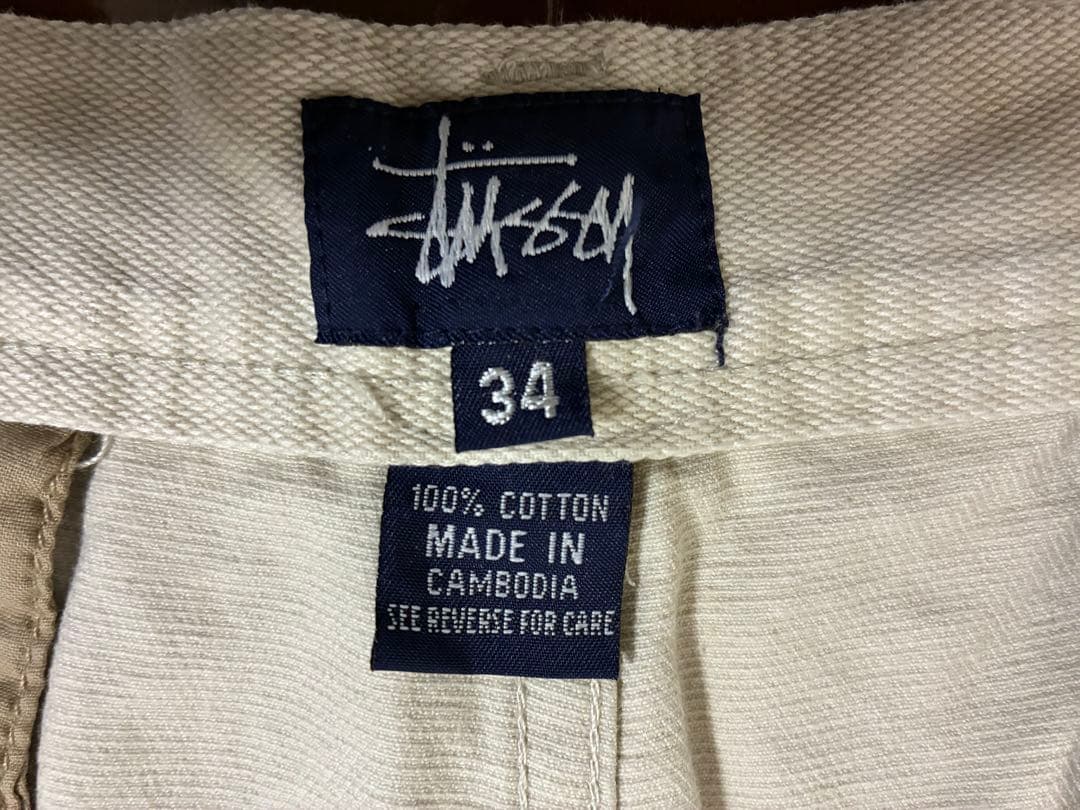 Stüssy
34
100% COTTON
MADE IN
CAMBODIA
SEE REVERSE FOR CARE